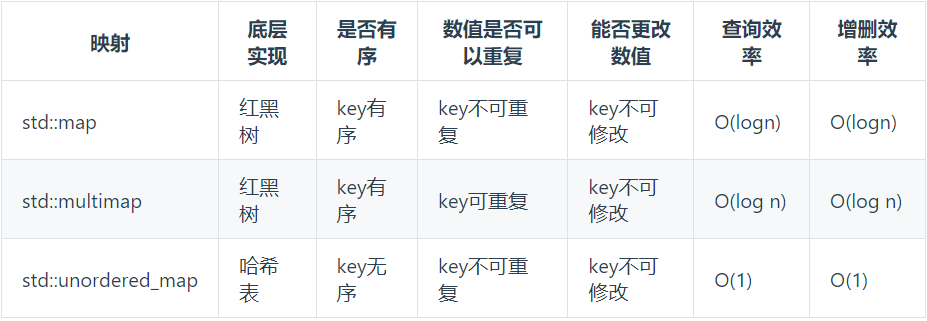 映射
底层
实现
是否有
序
数值是否可
以重复
能否更改
数值
查询效
率
增删效
率
std::map
红黑
树
key有
序
key不可重
复
key不可
修改
O(logn)
O(logn)
std::multimap
红黑
树
key有
序
key可重复
key不可
修改
O(log n)
O(log n)
std::unordered_map
哈希
表
key无
序
key不可重
复
key不可
修改
O(1)
O(1)